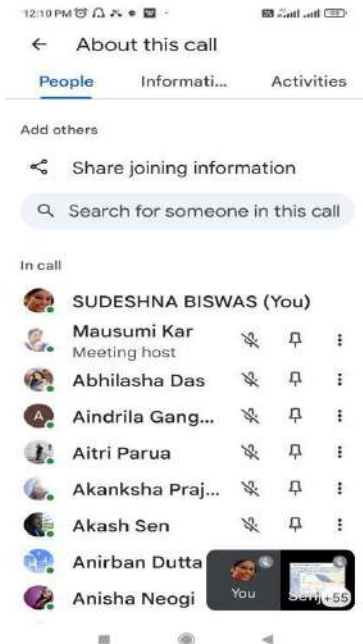 12:10 PM
← About this call
People Informati... Activities
Add others
Share joining information
Search for someone in this call
In call
SUDESHNA BISWAS (You)
Mausumi Kar
Meeting host
Abhilasha Das
A Aindrila Gang...
Aitri Parua
Akanksha Praj...
Akash Sen
Anirban Dutta
Anisha Neogi
You +55